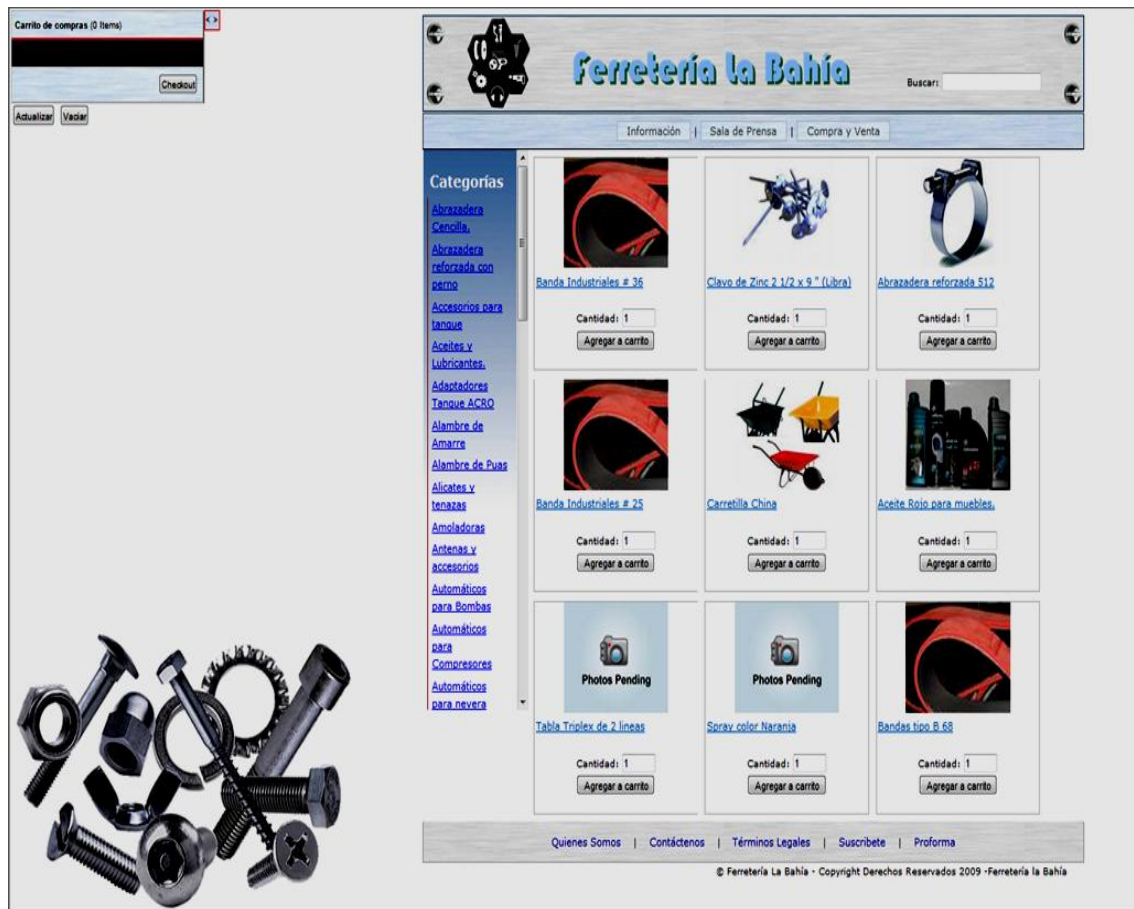 Carrito de compras (0 Items)
Checkout
Actualizar Vaciar
Ferretería La Bahía
Buscar:
Información | Sala de Prensa | Compra y Venta
Categorías
Abrazadera
Cencilla.
Abrazadera
reforzada con
perno
Accesorios para
tanque
Aceites y
Lubricantes.
Adaptadores
Tanque ACRO
Alambre de
Amarre
Alambre de Puas
Alicates y
tenazas
Amoladoras
Antenas y
accesorios
Automáticos
para Bombas
Automáticos
para
Compresores
Automáticos
para nevera
Banda Industriales # 36
Cantidad: 1
Agregar a carrito
Clavo de Zinc 2 1/2 x 9 " (Libra)
Cantidad: 1
Agregar a carrito
Abrazadera reforzada 512
Cantidad: 1
Agregar a carrito
Banda Industriales # 25
Cantidad: 1
Agregar a carrito
Carretilla China
Cantidad: 1
Agregar a carrito
Aceite Rojo para muebles.
Cantidad: 1
Agregar a carrito
Photos Pending
Tabla Triplex de 2 lineas
Cantidad: 1
Agregar a carrito
Photos Pending
Spray color Naranja
Cantidad: 1
Agregar a carrito
Bandas tipo B 68
Cantidad: 1
Agregar a carrito
Quienes Somos | Contáctenos | Términos Legales | Suscribete | Proforma
© Ferretería La Bahía - Copyright Derechos Reservados 2009 -Ferretería la Bahía